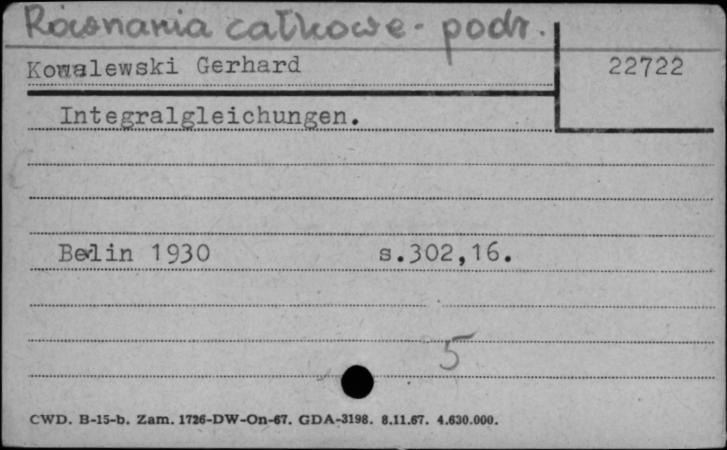 Równania całkowe - podr.
Kowalewski Gerhard
22722
Integralgleichungen.
Berlin 1930 s.302,16.
5
CWD. B-15-b. Zam. 1726-DW-On-67. GDA-3198. 8.11.67. 4.630.000.